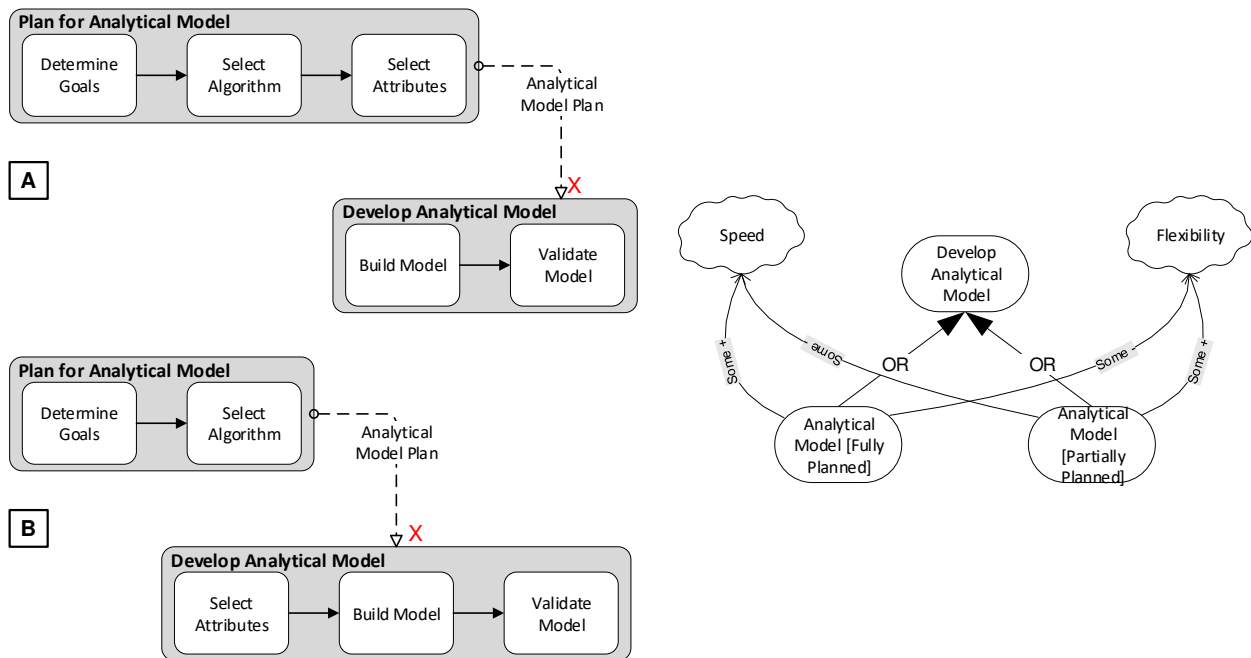 Plan for Analytical Model
Determine
Goals
Select
Algorithm
Select
Attributes
Analytical
Model Plan
A
X
Develop Analytical Model
Build Model
Validate
Model
Plan for Analytical Model
Determine
Goals
Select
Algorithm
Analytical
Model Plan
B
X
Develop Analytical Model
Select
Attributes
Build Model
Validate
Model
Speed
Flexibility
Develop
Analytical
Model
Some +
Some
OR
OR
Some -
Some +
Analytical
Model [Fully
Planned]
Analytical
Model
[Partially
Planned]